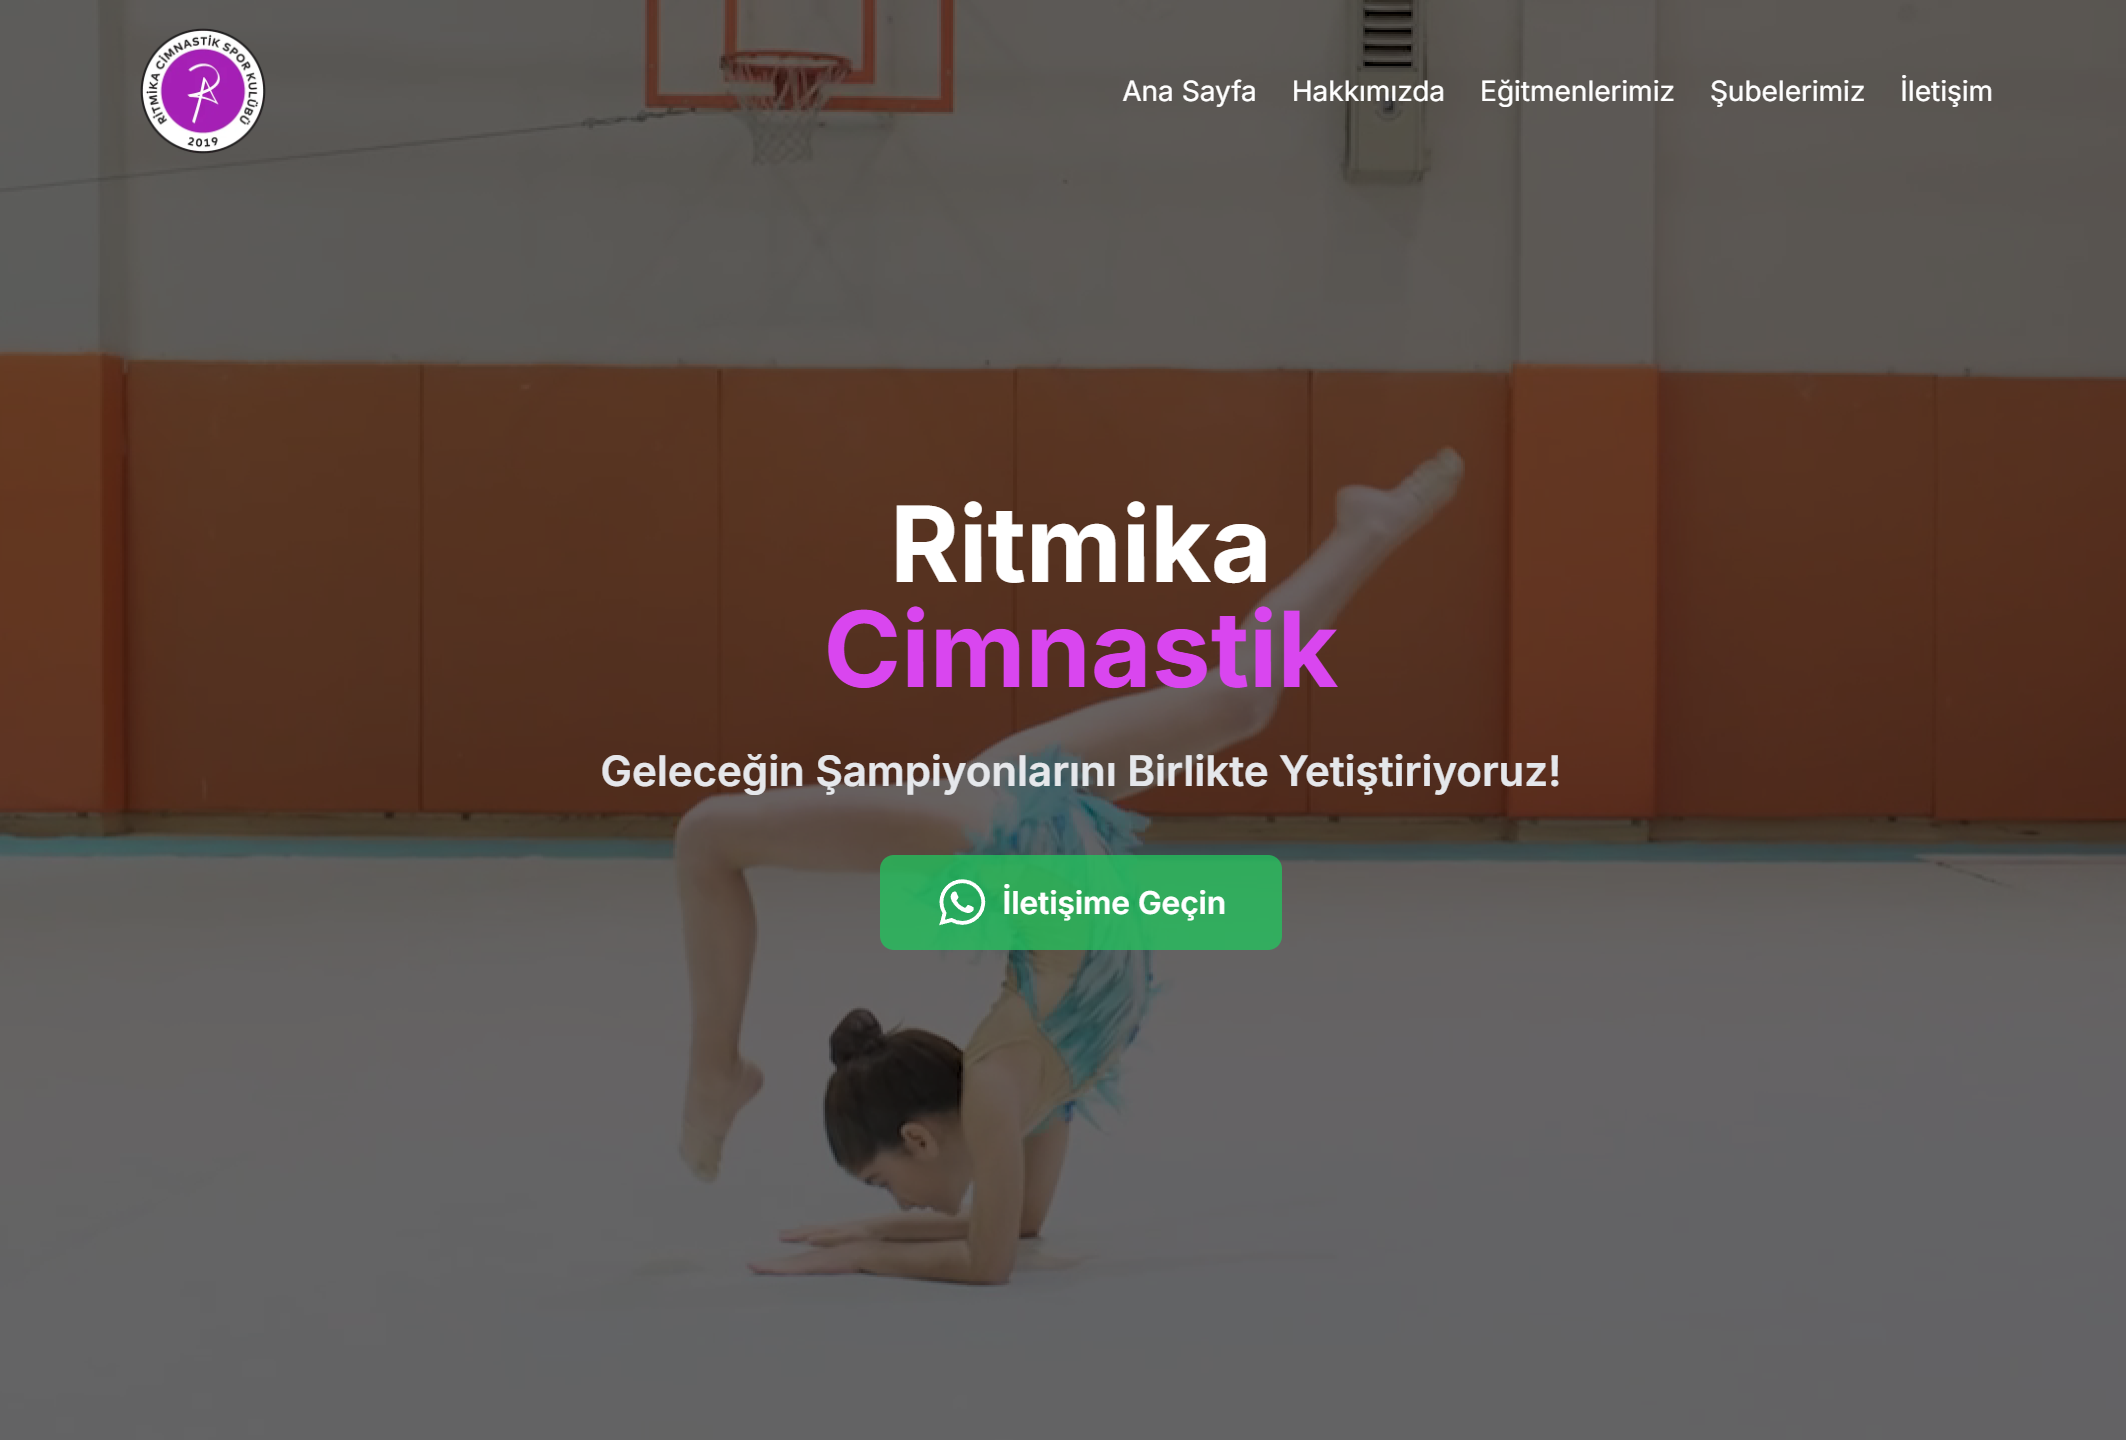 RİTMİKA CİMNASTİK SPOR KULÜBÜ
2019
Ana Sayfa Hakkımızda Eğitmenlerimiz Şubelerimiz İletişim
Ritmika
Cimnastik
Geleceğin Şampiyonlarını Birlikte Yetiştiriyoruz!
İletişime Geçin